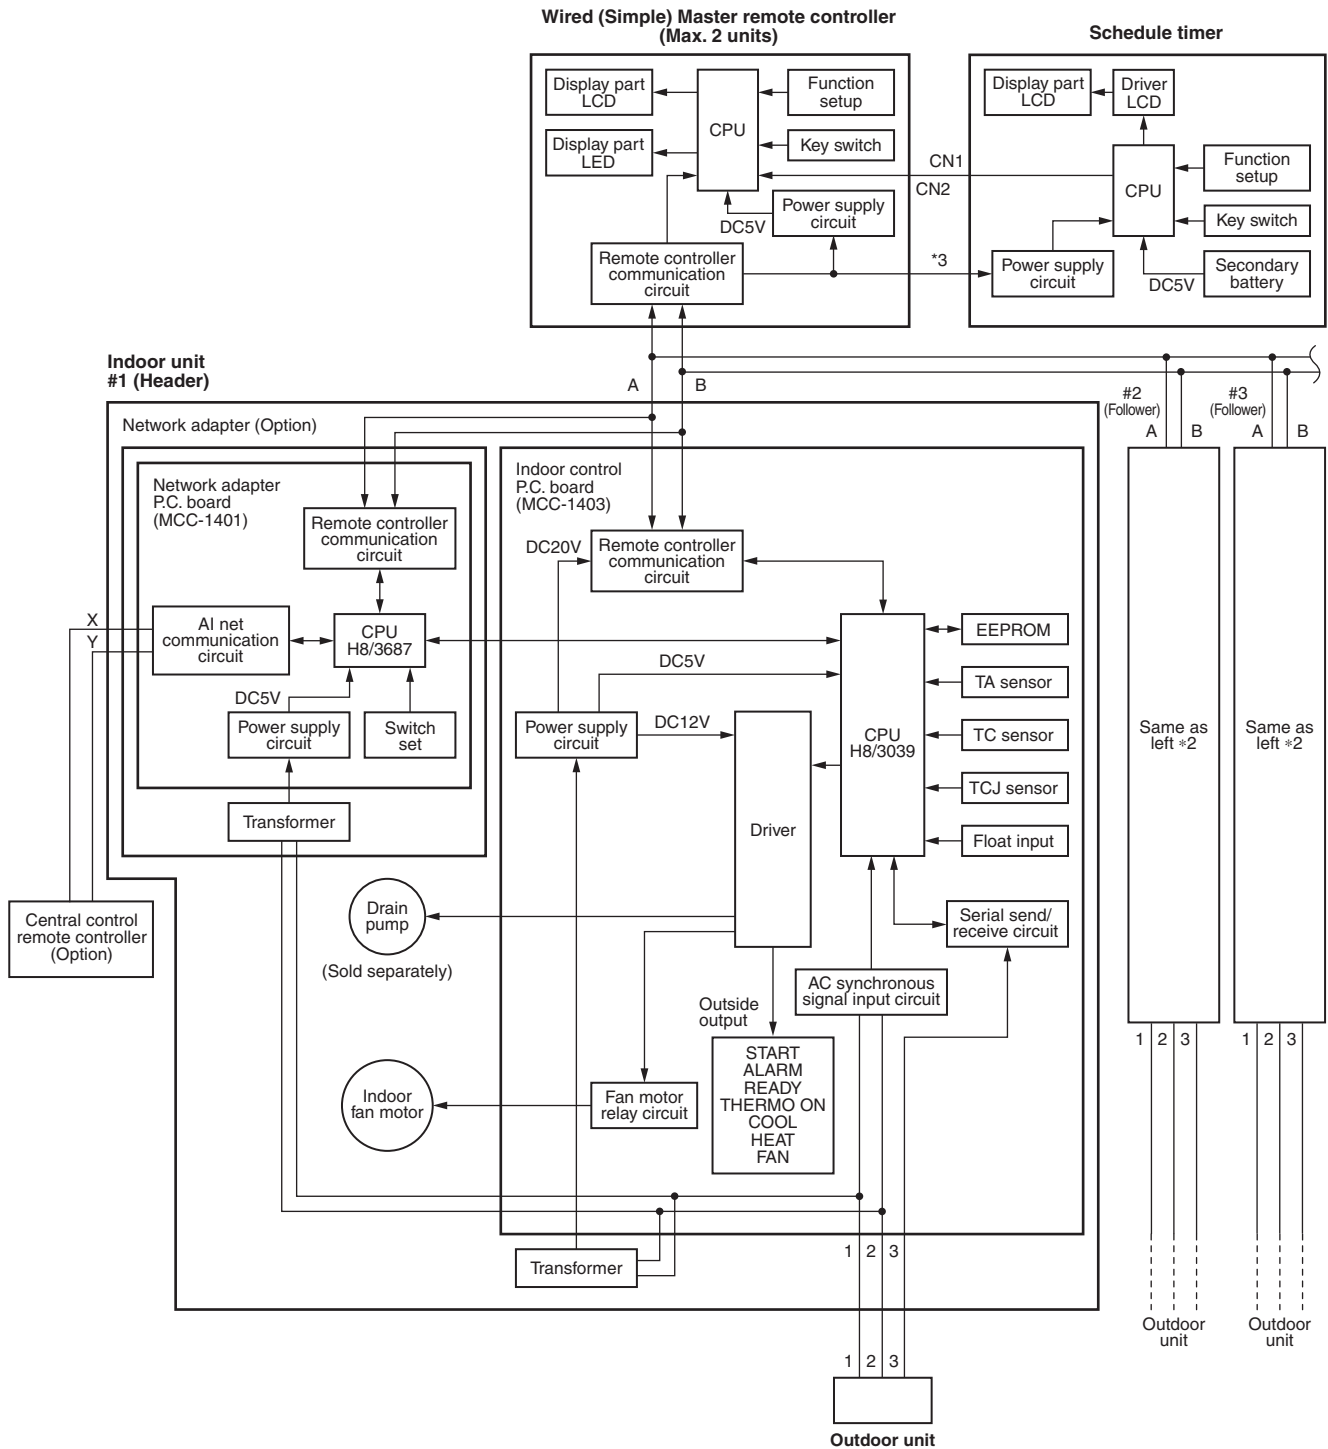 Wired (Simple) Master remote controller
(Max. 2 units)
Schedule timer
Display part
LCD
CPU
Function
setup
Display part
LED
Key switch
Power supply
circuit
DC5V
Remote controller
communication
circuit
CN1
CN2
*3
Display part
LCD
Driver
LCD
CPU
Function
setup
Key switch
Power supply
circuit
DC5V
Secondary
battery
Indoor unit
#1 (Header)
A
B
#2
(Follower)
A
B
#3
(Follower)
A
B
Network adapter (Option)
Network adapter
P.C. board
(MCC-1401)
Remote controller
communication
circuit
X
Y
AI net
communication
circuit
CPU
H8/3687
DC5V
Power supply
circuit
Switch
set
Transformer
Central control
remote controller
(Option)
Indoor control
P.C. board
(MCC-1403)
DC20V
Remote controller
communication
circuit
DC5V
Power supply
circuit
DC12V
Driver
CPU
H8/3039
EEPROM
TA sensor
TC sensor
TCJ sensor
Float input
Serial send/
receive circuit
AC synchronous
signal input circuit
Drain
pump
(Sold separately)
Outside
output
START
ALARM
READY
THERMO ON
COOL
HEAT
FAN
Fan motor
relay circuit
Indoor
fan motor
Transformer
1 2 3
1 2 3
Outdoor unit
Same as
left *2
1 2 3
Outdoor
unit
Same as
left *2
1 2 3
Outdoor
unit